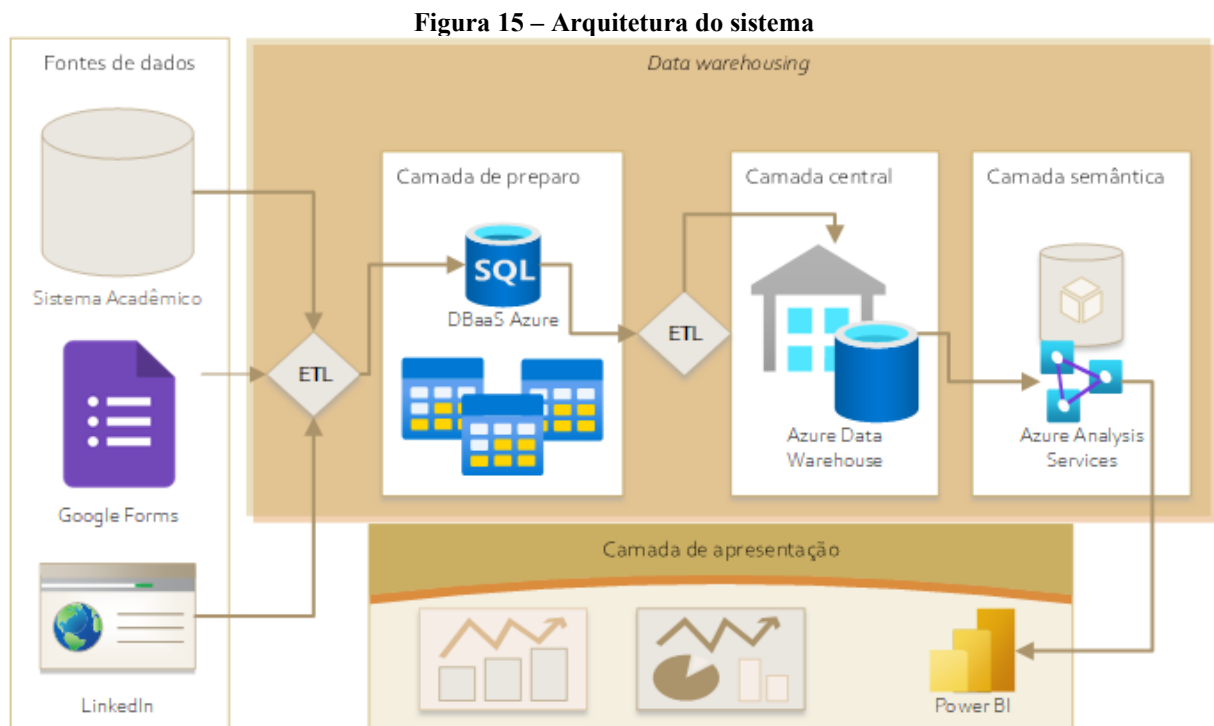 Figura 15 – Arquitetura do sistema
Fontes de dados
Sistema Acadêmico
Google Forms
LinkedIn
Data warehousing
ETL
Camada de preparo
SQL
DBaaS Azure
ETL
Camada central
Azure Data
Warehouse
Camada semântica
Azure Analysis
Services
Camada de apresentação
Power BI